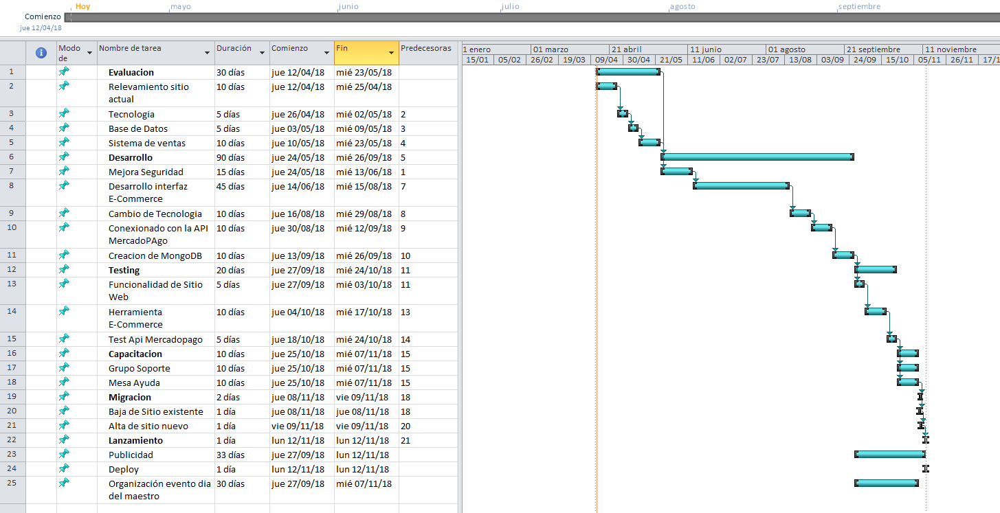 Hoy mayo junio julio agosto septiembre
Comienzo
jue 12/04/18
Modo de Nombre de tarea Duración Comienzo Fin Predecesoras
1 enero 01 marzo 21 abril 11 junio 01 agosto 21 septiembre 11 noviembre
15/01 05/02 26/02 19/03 09/04 30/04 21/05 11/06 02/07 23/07 13/08 03/09 24/09 15/10 05/11 26/11 17/1
1 Evaluacion 30 días jue 12/04/18 mié 23/05/18
2 Relevamiento sitio 10 días jue 12/04/18 mié 25/04/18
actual
3 Tecnologia 5 días jue 26/04/18 mié 02/05/18 2
4 Base de Datos 5 días jue 03/05/18 mié 09/05/18 3
5 Sistema de ventas 10 días jue 10/05/18 mié 23/05/18 4
6 Desarrollo 90 días jue 24/05/18 mié 26/09/18 5
7 Mejora Seguridad 15 días jue 24/05/18 mié 13/06/18 1
8 Desarrollo interfaz 45 días jue 14/06/18 mié 15/08/18 7
E-Commerce
9 Cambio de Tecnologia 10 días jue 16/08/18 mié 29/08/18 8
10 Conexionado con la API 10 días jue 30/08/18 mié 12/09/18 9
MercadoPAgo
11 Creacion de MongoDB 10 días jue 13/09/18 mié 26/09/18 10
12 Testing 20 días jue 27/09/18 mié 24/10/18 11
13 Funcionalidad de Sitio 5 días jue 27/09/18 mié 03/10/18 11
Web
14 Herramienta 10 días jue 04/10/18 mié 17/10/18 13
E-Commerce
15 Test Api Mercadopago 5 días jue 18/10/18 mié 24/10/18 14
16 Capacitacion 10 días jue 25/10/18 mié 07/11/18 15
17 Grupo Soporte 10 días jue 25/10/18 mié 07/11/18 15
18 Mesa Ayuda 10 días jue 25/10/18 mié 07/11/18 15
19 Migracion 2 días jue 08/11/18 vie 09/11/18 18
20 Baja de Sitio existente 1 día jue 08/11/18 jue 08/11/18 18
21 Alta de sitio nuevo 1 día vie 09/11/18 vie 09/11/18 20
22 Lanzamiento 1 día lun 12/11/18 lun 12/11/18 21
23 Publicidad 33 días jue 27/09/18 lun 12/11/18
24 Deploy 1 día lun 12/11/18 lun 12/11/18
25 Organización evento dia 30 días jue 27/09/18 mié 07/11/18
del maestro